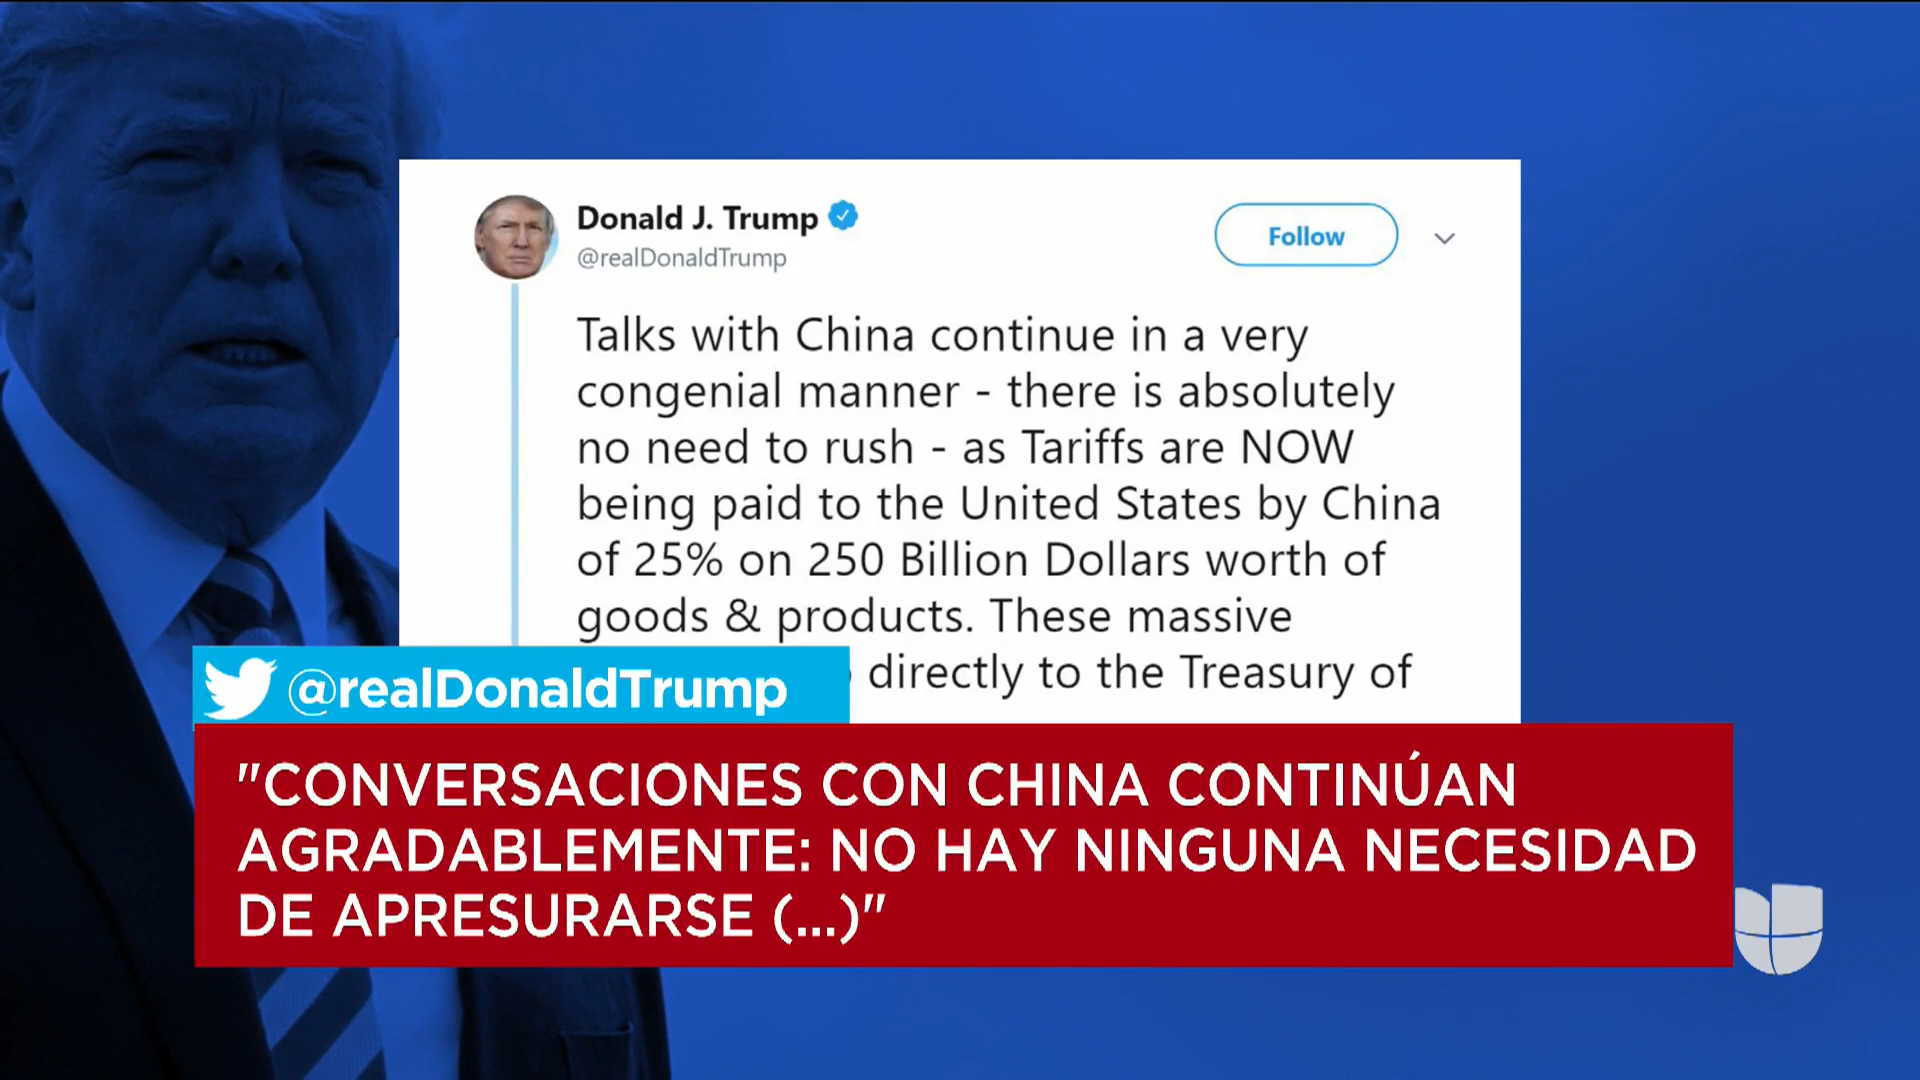 Donald J. Trump
@realDonaldTrump
Follow
Talks with China continue in a very
congenial manner - there is absolutely
no need to rush - as Tariffs are NOW
being paid to the United States by China
of 25% on 250 Billion Dollars worth of
goods & products. These massive
directly to the Treasury of
@realDonaldTrump
"CONVERSACIONES CON CHINA CONTINÚAN
AGRADABLEMENTE: NO HAY NINGUNA NECESIDAD
DE APRESURARSE (...)"